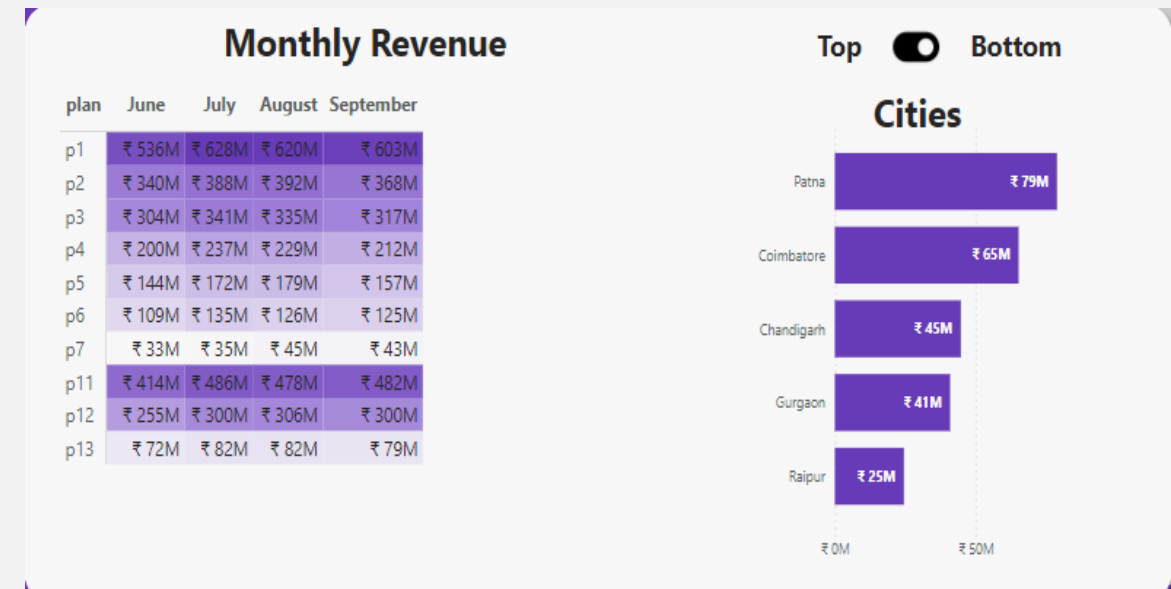 Monthly Revenue
plan June July August September
p1 ₹ 536M ₹ 628M ₹ 620M ₹ 603M
p2 ₹ 340M ₹ 388M ₹ 392M ₹ 368M
p3 ₹ 304M ₹ 341M ₹ 335M ₹ 317M
p4 ₹ 200M ₹ 237M ₹ 229M ₹ 212M
p5 ₹ 144M ₹ 172M ₹ 179M ₹ 157M
p6 ₹ 109M ₹ 135M ₹ 126M ₹ 125M
p7 ₹ 33M ₹ 35M ₹ 45M ₹ 43M
p11 ₹ 414M ₹ 486M ₹ 478M ₹ 482M
p12 ₹ 255M ₹ 300M ₹ 306M ₹ 300M
p13 ₹ 72M ₹ 82M ₹ 82M ₹ 79M
Top Bottom
Cities
Patna ₹ 79M
Coimbatore ₹ 65M
Chandigarh ₹ 45M
Gurgaon ₹ 41M
Raipur ₹ 25M
₹ 0M ₹ 50M